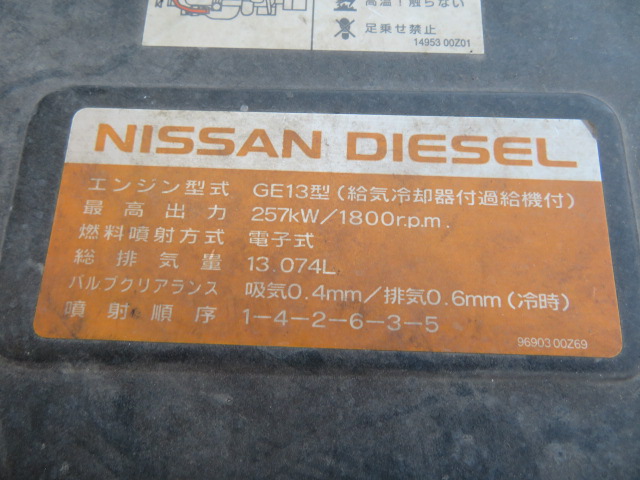 高温!触らない
足乗せ禁止
14953 00Z01
NISSAN DIESEL
エンジン型式 GE13型(給気冷却器付過給機付)
最高出力 257kW/1800r.p.m.
燃料噴射方式 電子式
総排気量 13.074L
バルブクリアランス 吸気0.4mm/排気0.6mm(冷時)
噴射順序 1-4-2-6-3-5
96903 00Z69